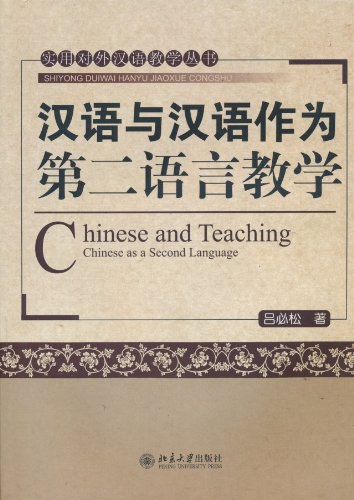 实用对外汉语教学丛书
SHIYONG DUIWAI HANYU JIAOXUE CONGSHU
汉语与汉语作为
第二语言教学
Chinese and Teaching
Chinese as a Second Language
吕必松 著
北京大学出版社
PEKING UNIVERSITY PRESS